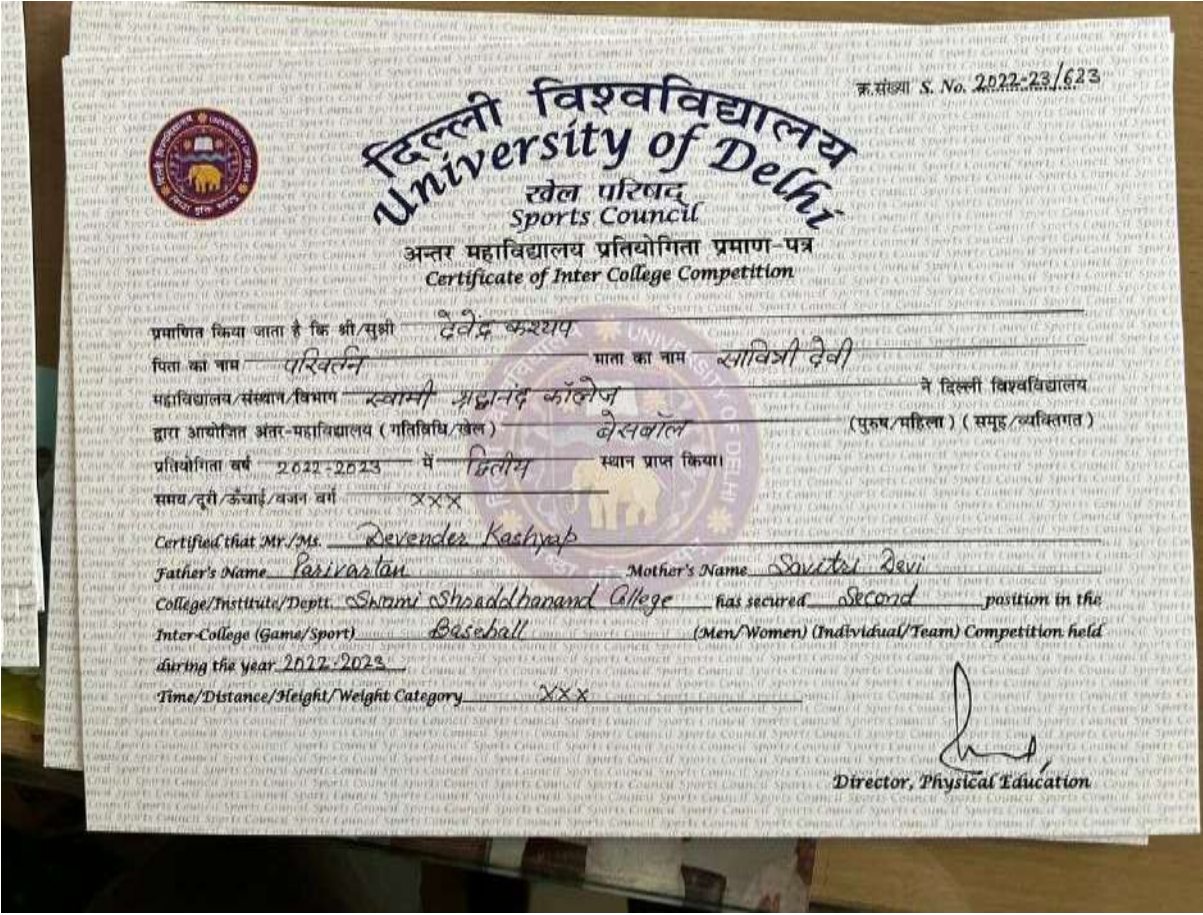 क्र.संख्या S. No. 2022-23/623
दिल्ली विश्वविद्यालय
University of Delhi
खेल परिषद्
Sports Council
अन्तर महाविद्यालय प्रतियोगिता प्रमाण-पत्र
Certificate of Inter College Competition
प्रमाणित किया जाता है कि श्री/सुश्री देवेंद्र कश्यप
पिता का नाम परिवर्तन माता का नाम सावित्री देवी
महाविद्यालय/संस्थान/विभाग स्वामी श्रद्धानंद कॉलेज ने दिल्ली विश्वविद्यालय
द्वारा आयोजित अंतर-महाविद्यालय (गतिविधि/खेल) बेसबॉल (पुरुष/महिला) (समूह/व्यक्तिगत)
प्रतियोगिता वर्ष 2022-2023 में द्वितीय स्थान प्राप्त किया।
समय/दूरी/ऊँचाई/वजन वर्ग xxx
Certified that Mr./Ms. Devender Kashyap
Father's Name Parivartan Mother's Name Savitri Devi
College/Institute/Deptt. Swami Shraddhanand College has secured Second position in the
Inter-College (Game/Sport) Baseball (Men/Women) (Individual/Team) Competition held
during the year 2022-2023
Time/Distance/Height/Weight Category xxx
Director, Physical Education